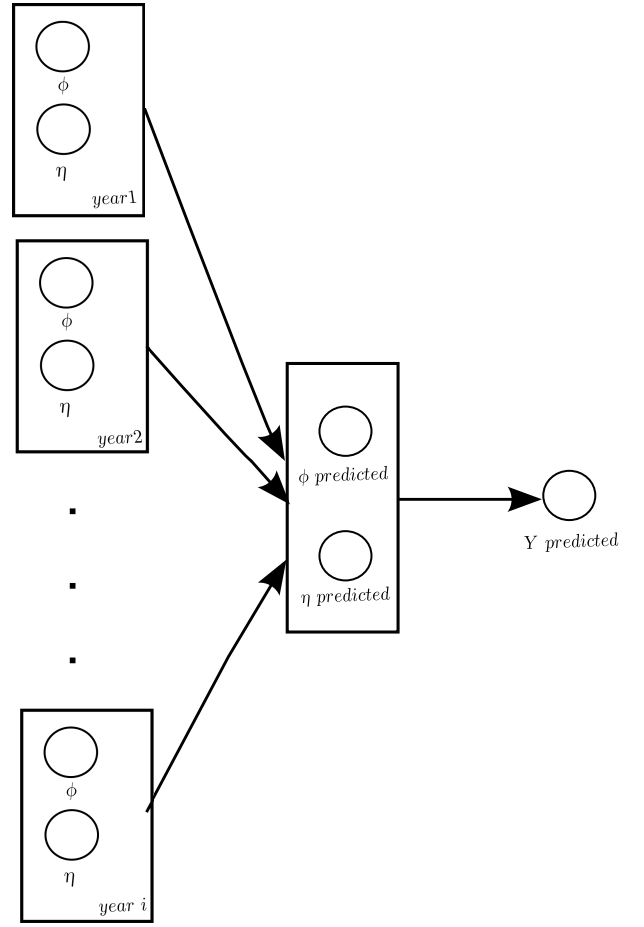 ϕ
η
year1
ϕ
η
year2
ϕ predicted
η predicted
Y predicted
ϕ
η
year i